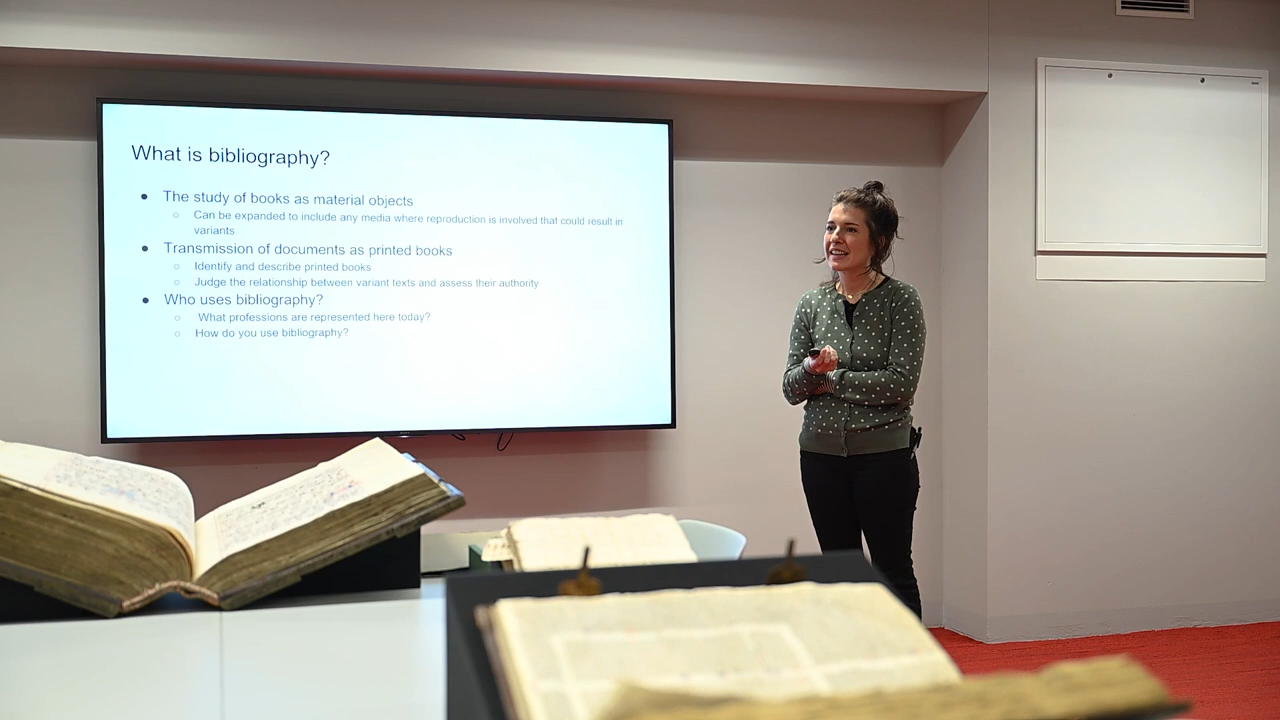 What is bibliography?
● The study of books as material objects
○ Can be expanded to include any media where reproduction is involved that could result in
variants
● Transmission of documents as printed books
○ Identify and describe printed books
○ Judge the relationship between variant texts and assess their authority
● Who uses bibliography?
○ What professions are represented here today?
○ How do you use bibliography?